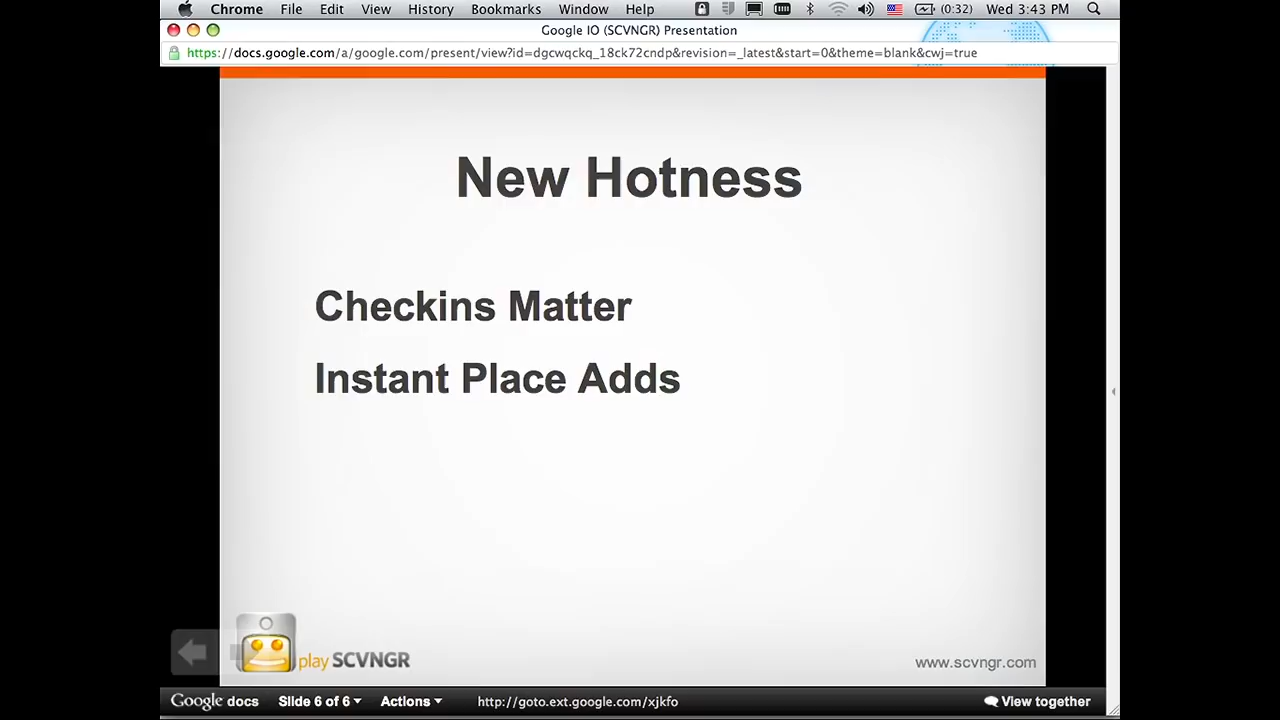 Chrome File Edit View History Bookmarks Window Help (0:32) Wed 3:43 PM
Google IO (SCVNGR) Presentation
https://docs.google.com/a/google.com/present/view?id=dgcwqckq_18ck72cndp&revision=_latest&start=0&theme=blank&cwj=true
New Hotness
Checkins Matter
Instant Place Adds
play SCVNGR
www.scvngr.com
Google docs Slide 6 of 6 Actions http://goto.ext.google.com/xjkfo View together